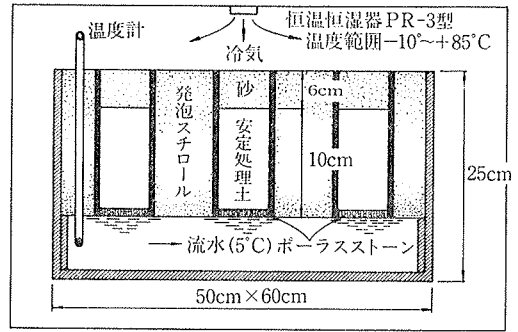 温度計
恒温恒湿器PR-3型
温度範囲−10°〜+85℃
冷気
砂
6cm
発泡スチロール
安定処理土
10cm
25cm
流水(5℃)ポーラスストーン
50cm×60cm